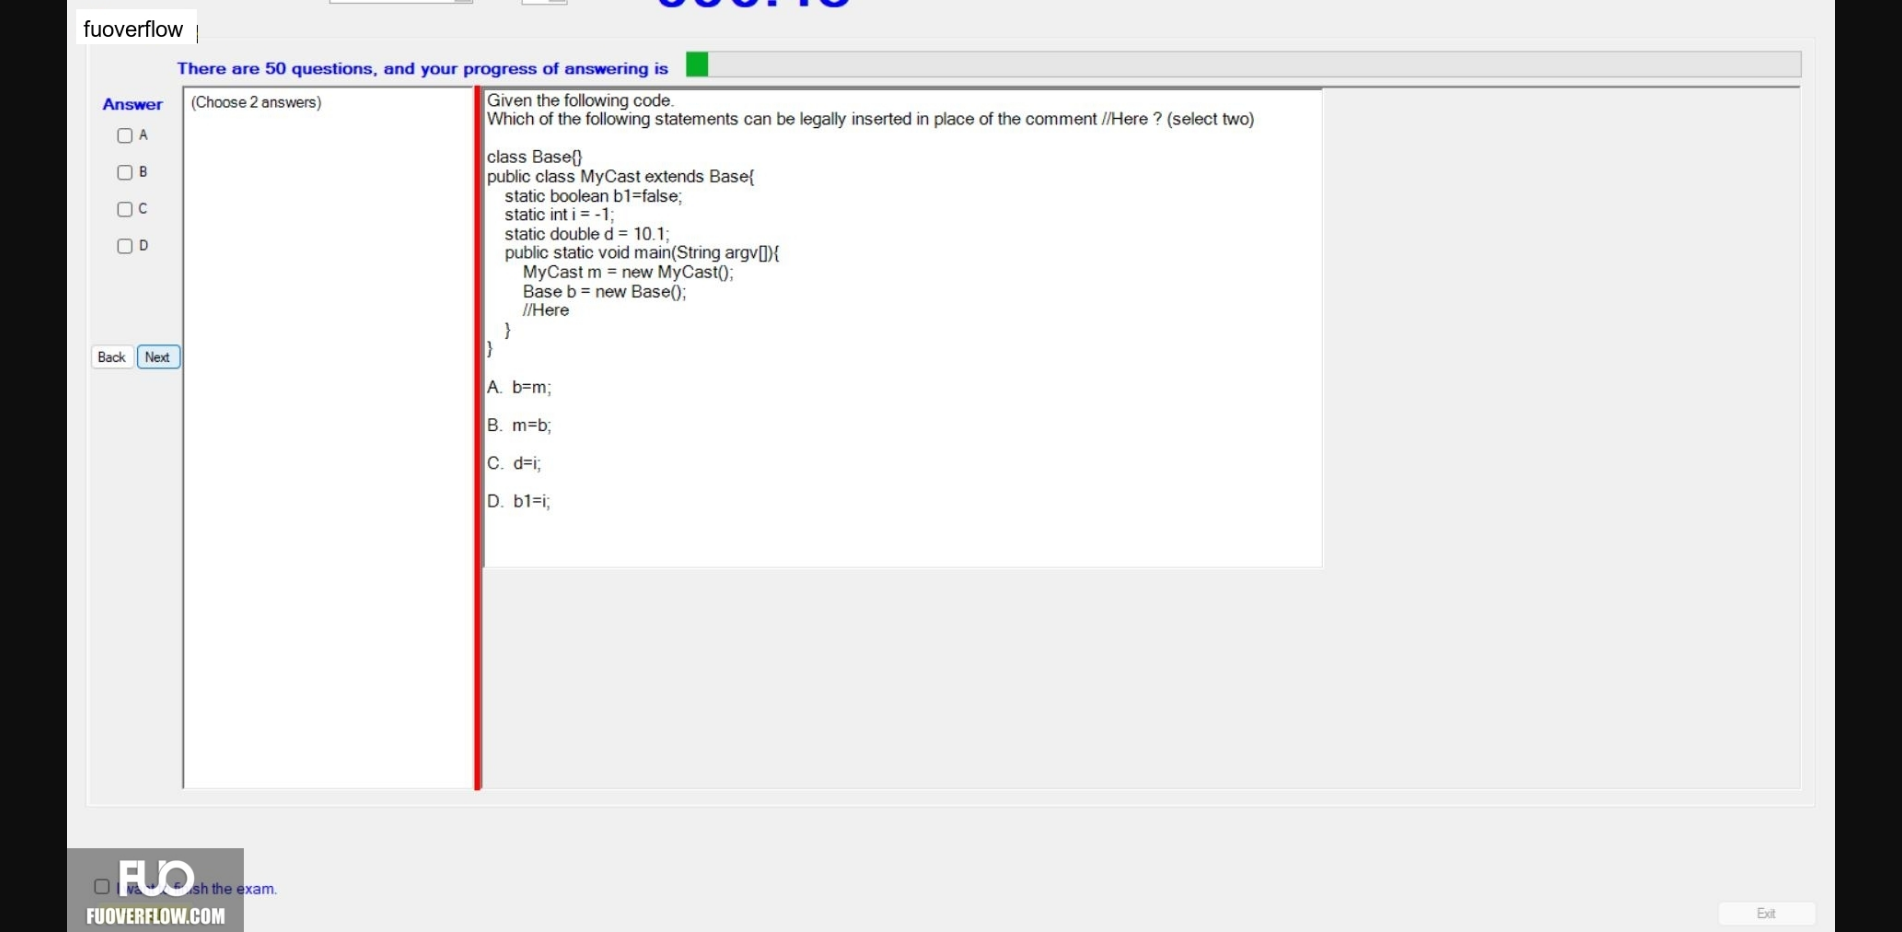 fuoverflow
There are 50 questions, and your progress of answering is
Answer
A
B
C
D
Back
Next
(Choose 2 answers)
Given the following code.
Which of the following statements can be legally inserted in place of the comment //Here ? (select two)
class Base{}
public class MyCast extends Base{
static boolean b1=false;
static int i = -1;
static double d = 10.1;
public static void main(String argv[]){
MyCast m = new MyCast();
Base b = new Base();
//Here
}
}
A. b=m;
B. m=b;
C. d=i;
D. b1=i;
FUO
I want finish the exam.
FUOVERFLOW.COM
Exit